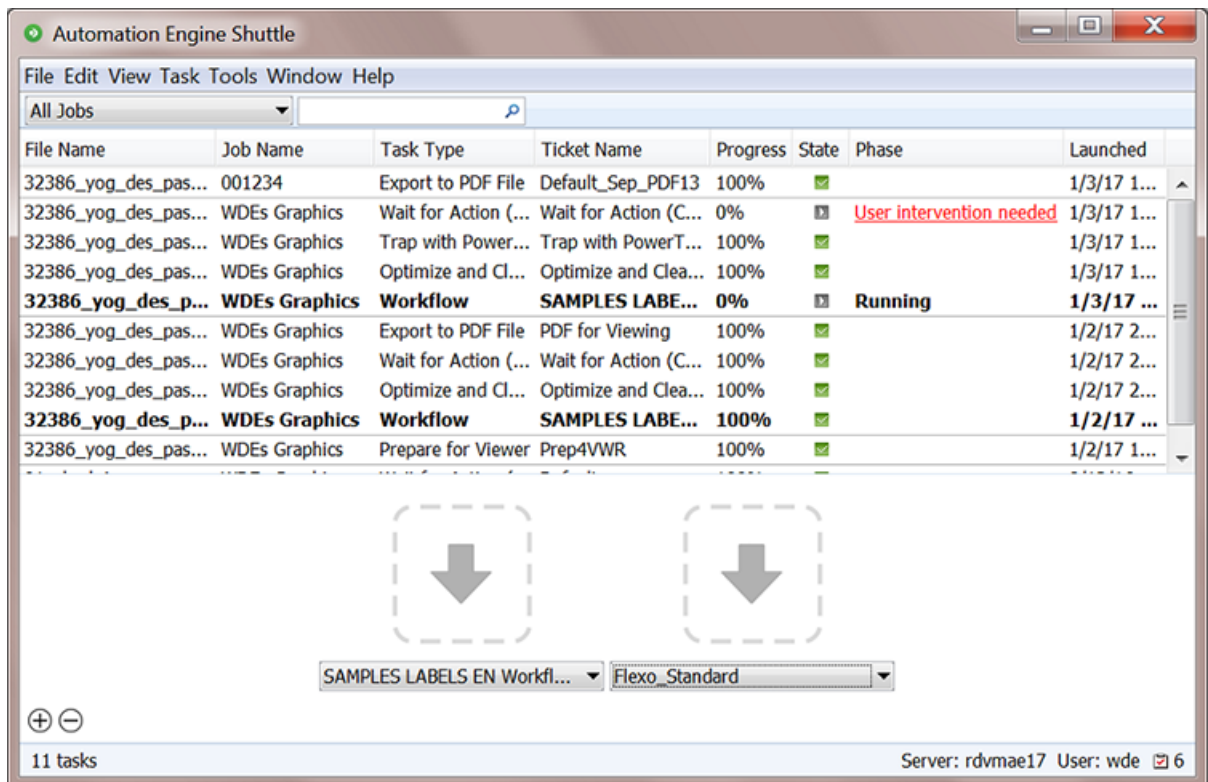 Automation Engine Shuttle
File Edit View Task Tools Window Help
All Jobs
File Name Job Name Task Type Ticket Name Progress State Phase Launched
32386_yog_des_pas... 001234 Export to PDF File Default_Sep_PDF13 100% 1/3/17 1...
32386_yog_des_pas... WDEs Graphics Wait for Action (... Wait for Action (C... 0% User intervention needed 1/3/17 1...
32386_yog_des_pas... WDEs Graphics Trap with Power... Trap with PowerT... 100% 1/3/17 1...
32386_yog_des_pas... WDEs Graphics Optimize and Cl... Optimize and Clea... 100% 1/3/17 1...
32386_yog_des_p... WDEs Graphics Workflow SAMPLES LABE... 0% Running 1/3/17 ...
32386_yog_des_pas... WDEs Graphics Export to PDF File PDF for Viewing 100% 1/2/17 2...
32386_yog_des_pas... WDEs Graphics Wait for Action (... Wait for Action (C... 100% 1/2/17 2...
32386_yog_des_pas... WDEs Graphics Optimize and Cl... Optimize and Clea... 100% 1/2/17 2...
32386_yog_des_p... WDEs Graphics Workflow SAMPLES LABE... 100% 1/2/17 ...
32386_yog_des_pas... WDEs Graphics Prepare for Viewer Prep4VWR 100% 1/2/17 1...
SAMPLES LABELS EN Workfl... Flexo_Standard
11 tasks Server: rdvmae17 User: wde 6